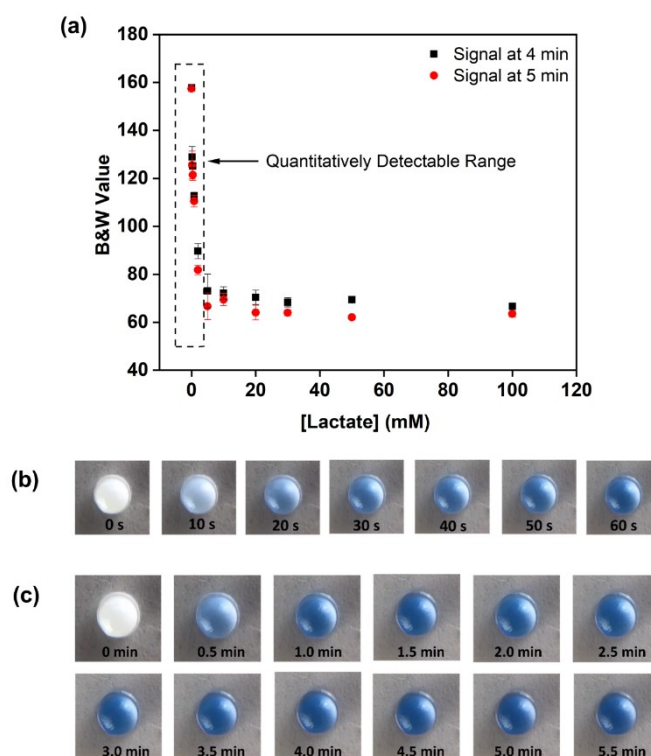 (a)
180
160
140
120
100
80
60
40
B&W Value
Signal at 4 min
Signal at 5 min
Quantitatively Detectable Range
0 20 40 60 80 100 120
[Lactate] (mM)
(b)
0 s 10 s 20 s 30 s 40 s 50 s 60 s
(c)
0 min 0.5 min 1.0 min 1.5 min 2.0 min 2.5 min
3.0 min 3.5 min 4.0 min 4.5 min 5.0 min 5.5 min